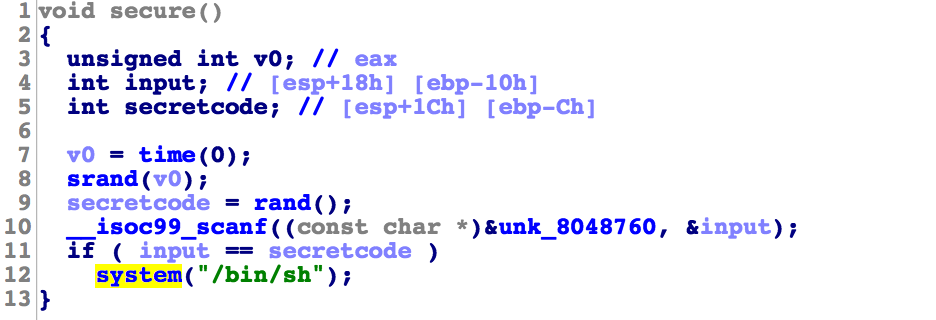 1 void secure()
2 {
3 unsigned int v0; // eax
4 int input; // [esp+18h] [ebp-10h]
5 int secretcode; // [esp+1Ch] [ebp-Ch]
6
7 v0 = time(0);
8 srand(v0);
9 secretcode = rand();
10 __isoc99_scanf((const char *)&unk_8048760, &input);
11 if ( input == secretcode )
12 system("/bin/sh");
13 }